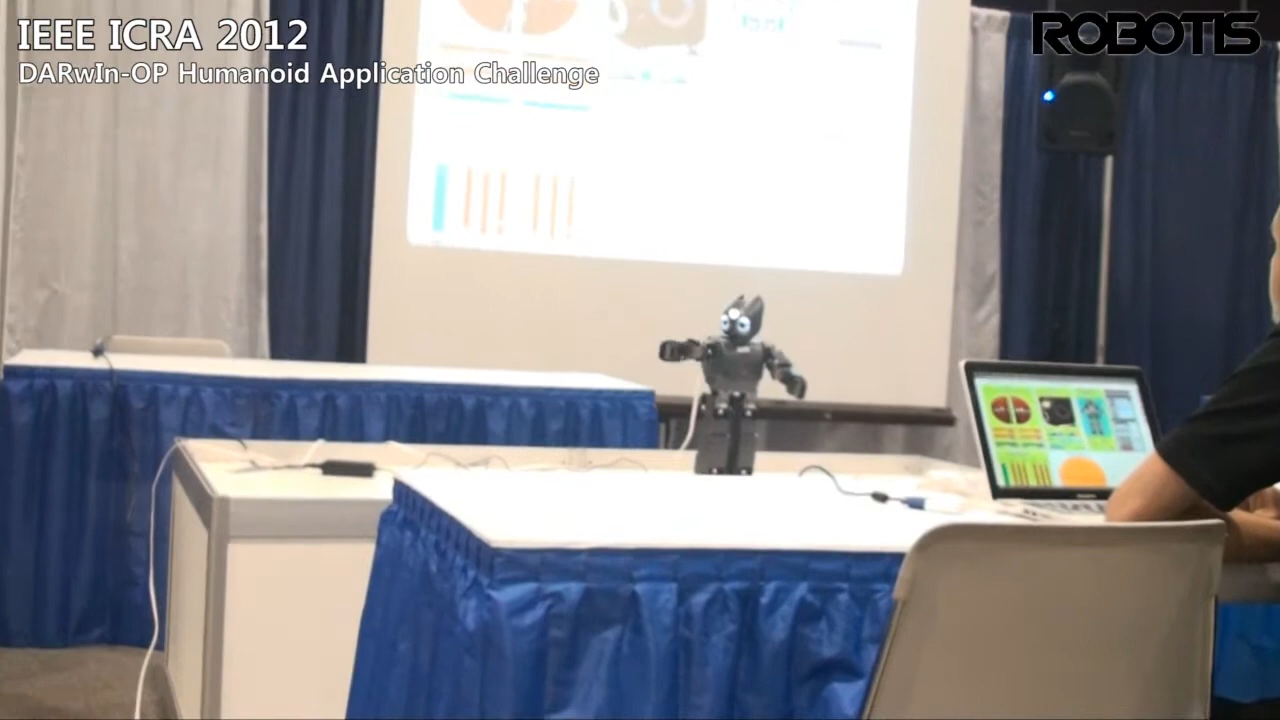 IEEE ICRA 2012
DARwIn-OP Humanoid Application Challenge
ROBOTIS